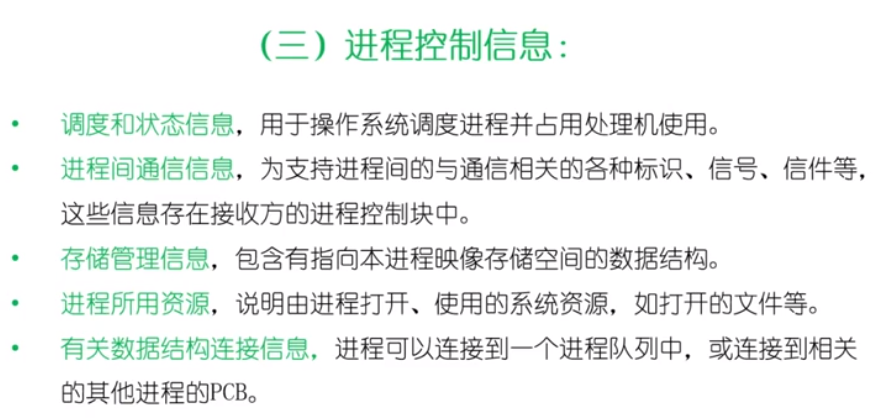 （三）进程控制信息：
• 调度和状态信息，用于操作系统调度进程并占用处理机使用。
• 进程间通信信息，为支持进程间的与通信相关的各种标识、信号、信件等，
这些信息存在接收方的进程控制块中。
• 存储管理信息，包含有指向本进程映像存储空间的数据结构。
• 进程所用资源，说明由进程打开、使用的系统资源，如打开的文件等。
• 有关数据结构连接信息，进程可以连接到一个进程队列中，或连接到相关
的其他进程的PCB。